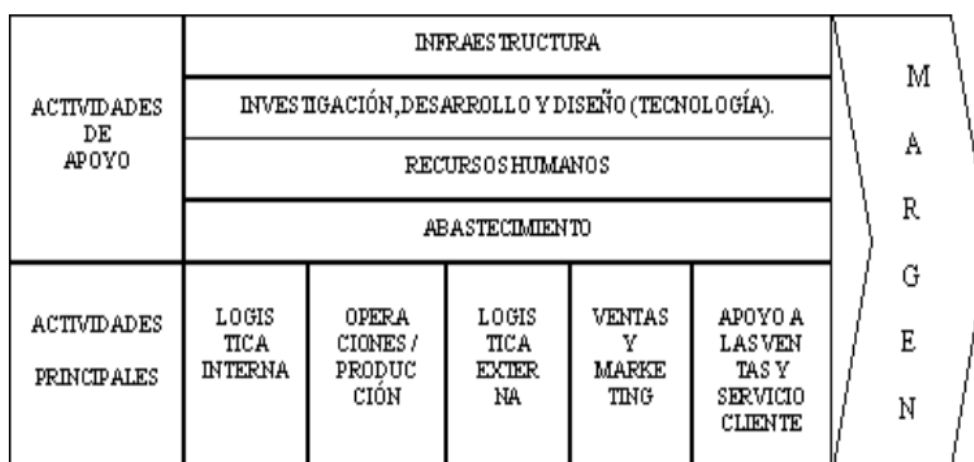 INFRAESTRUCTURA
INVESTIGACIÓN, DESARROLLO Y DISEÑO (TECNOLOGÍA).
RECURSOS HUMANOS
ABASTECIMIENTO
ACTIVIDADES
DE
APOYO
ACTIVIDADES
PRINCIPALES
LOGIS
TICA
INTERNA
OPERA
CIONES /
PRODUC
CIÓN
LOGIS
TICA
EXTER
NA
VENTAS
Y
MARKE
TING
APOYO A
LAS VEN
TAS Y
SERVICIO
CLIENTE
M
A
R
G
E
N